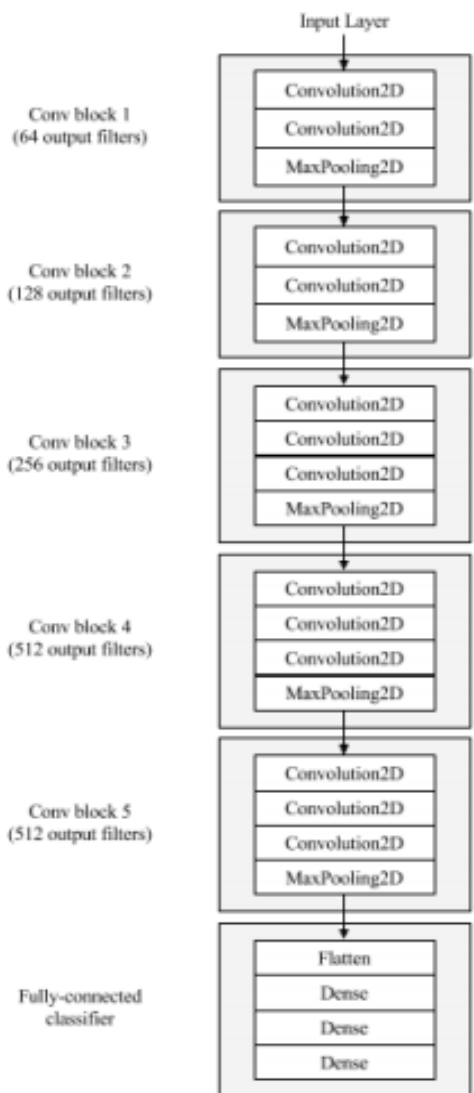 Input Layer
Conv block 1
(64 output filters)
Convolution2D
Convolution2D
MaxPooling2D
Conv block 2
(128 output filters)
Convolution2D
Convolution2D
MaxPooling2D
Conv block 3
(256 output filters)
Convolution2D
Convolution2D
Convolution2D
MaxPooling2D
Conv block 4
(512 output filters)
Convolution2D
Convolution2D
Convolution2D
MaxPooling2D
Conv block 5
(512 output filters)
Convolution2D
Convolution2D
Convolution2D
MaxPooling2D
Fully-connected
classifier
Flatten
Dense
Dense
Dense